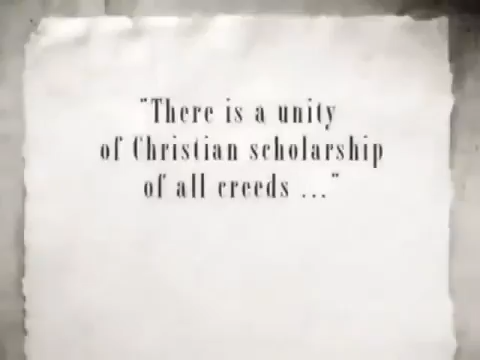 "There is a unity
of Christian scholarship
of all creeds ..."